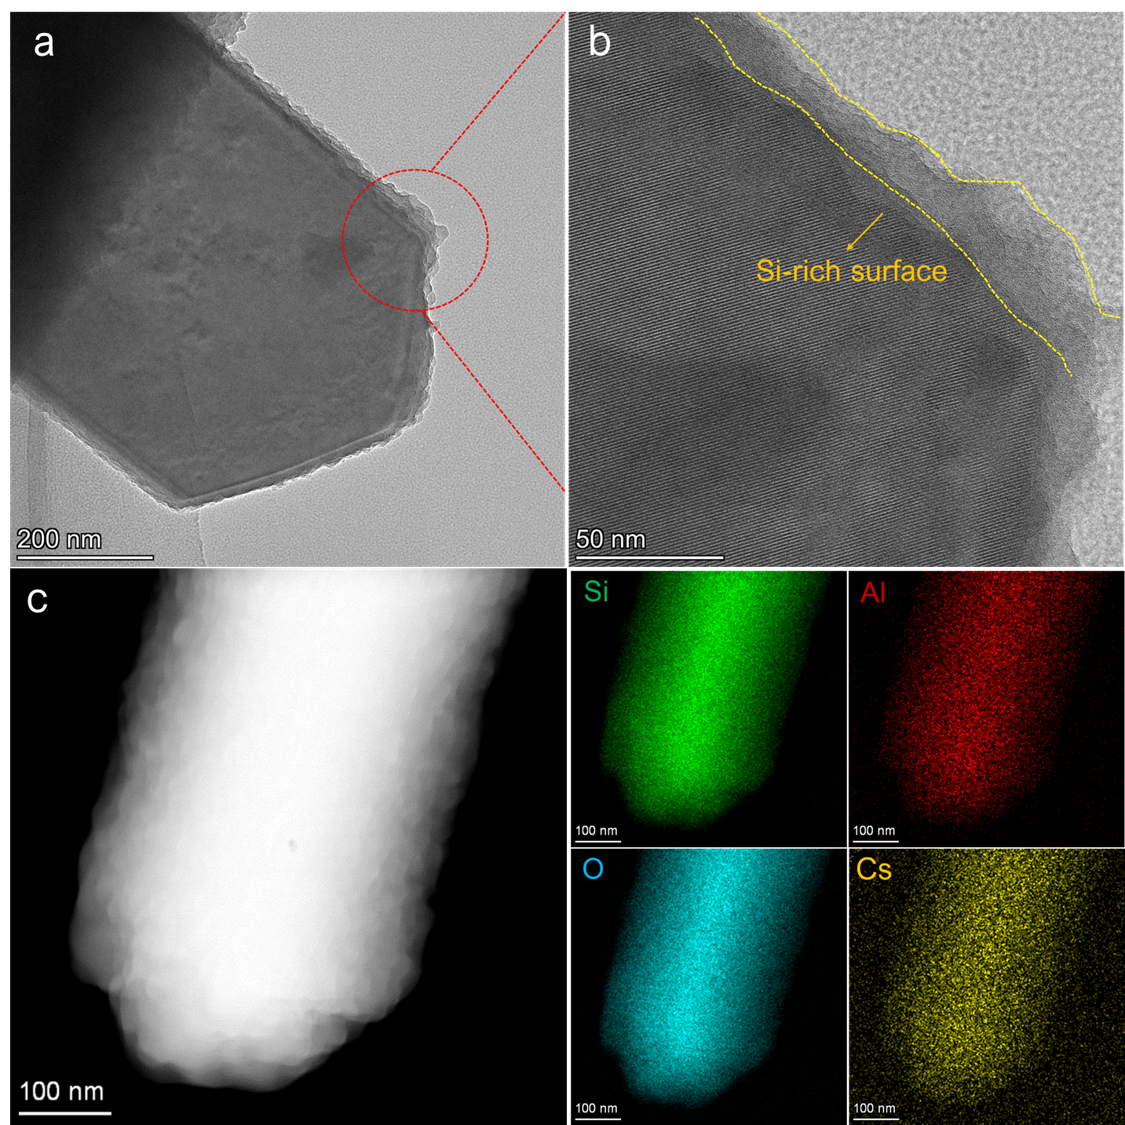 a
b
Si-rich surface
200 nm
50 nm
c
Si
Al
100 nm
100 nm
O
Cs
100 nm
100 nm
100 nm